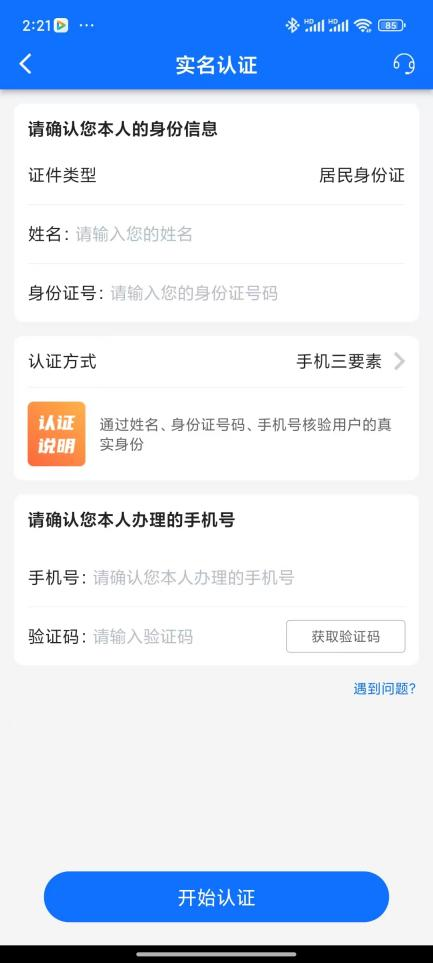 2:21 ··· HD HD 85
实名认证
请确认您本人的身份信息
证件类型 居民身份证
姓名: 请输入您的姓名
身份证号: 请输入您的身份证号码
认证方式 手机三要素
认证
说明
通过姓名、身份证号码、手机号核验用户的真
实身份
请确认您本人办理的手机号
手机号: 请确认您本人办理的手机号
验证码: 请输入验证码 获取验证码
遇到问题?
开始认证